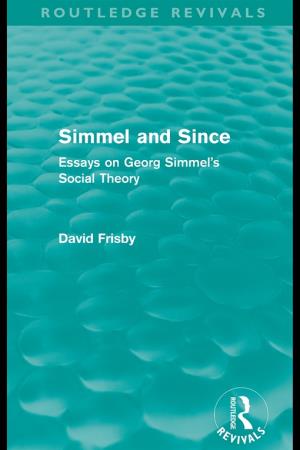 ROUTLEDGE REVIVALS
Simmel and Since
Essays on Georg Simmel's
Social Theory
David Frisby
ROUTLEDGE
REVIVALS